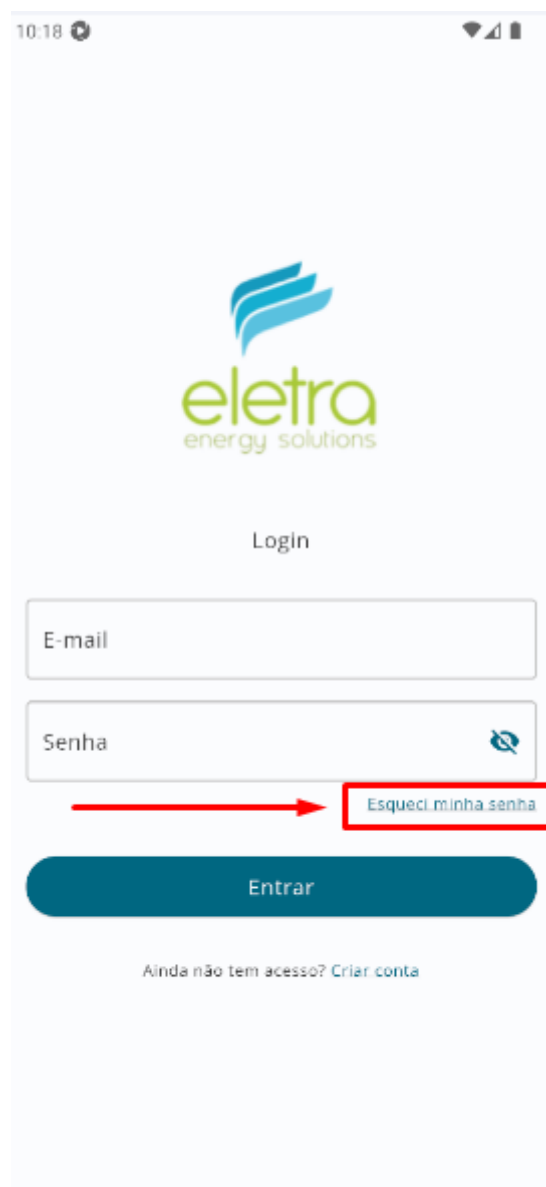 10:18
eletra
energy solutions
Login
E-mail
Senha
Esqueci minha senha
Entrar
Ainda não tem acesso? Criar conta